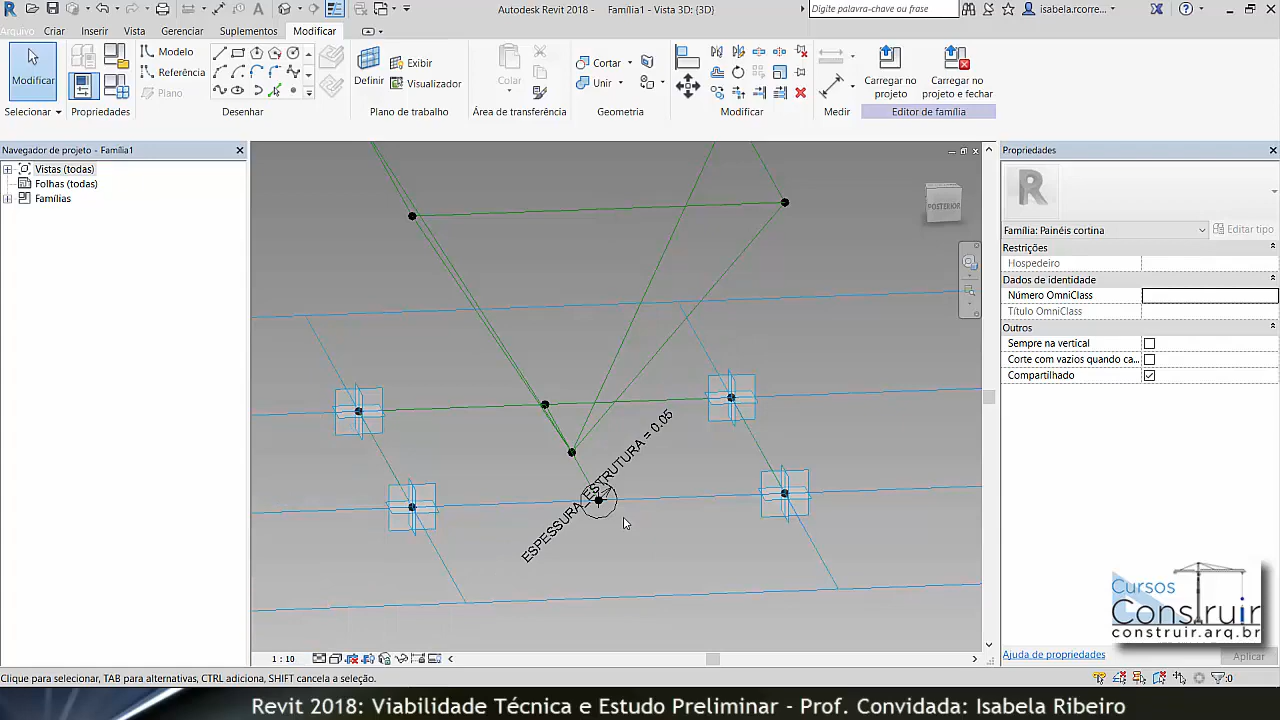 Autodesk Revit 2018 - Família1 - Vista 3D: {3D}
Digite palavra-chave ou frase
isabela.rcorre...
Arquivo Criar Inserir Vista Gerenciar Suplementos Modificar
Modificar
Modelo
Referência
Plano
Definir
Exibir
Visualizador
Colar
Cortar
Unir
Carregar no projeto
Carregar no projeto e fechar
Selecionar Propriedades Desenhar Plano de trabalho Área de transferência Geometria Modificar Medir Editor de família
Navegador de projeto - Família1
Vistas (todas)
Folhas (todas)
Famílias
POSTERIOR
ESPESSURA_ESTRUTURA = 0.05
Propriedades
R
Família: Painéis cortina
Editar tipo
Restrições
Hospedeiro
Dados de identidade
Número OmniClass
Título OmniClass
Outros
Sempre na vertical
Corte com vazios quando ca...
Compartilhado
Cursos
Construir
construir.arq.br
Ajuda de propriedades
Aplicar
1 : 10
Clique para selecionar, TAB para alternativas, CTRL adiciona, SHIFT cancela a seleção.
:0
Revit 2018: Viabilidade Técnica e Estudo Preliminar - Prof. Convidada: Isabela Ribeiro